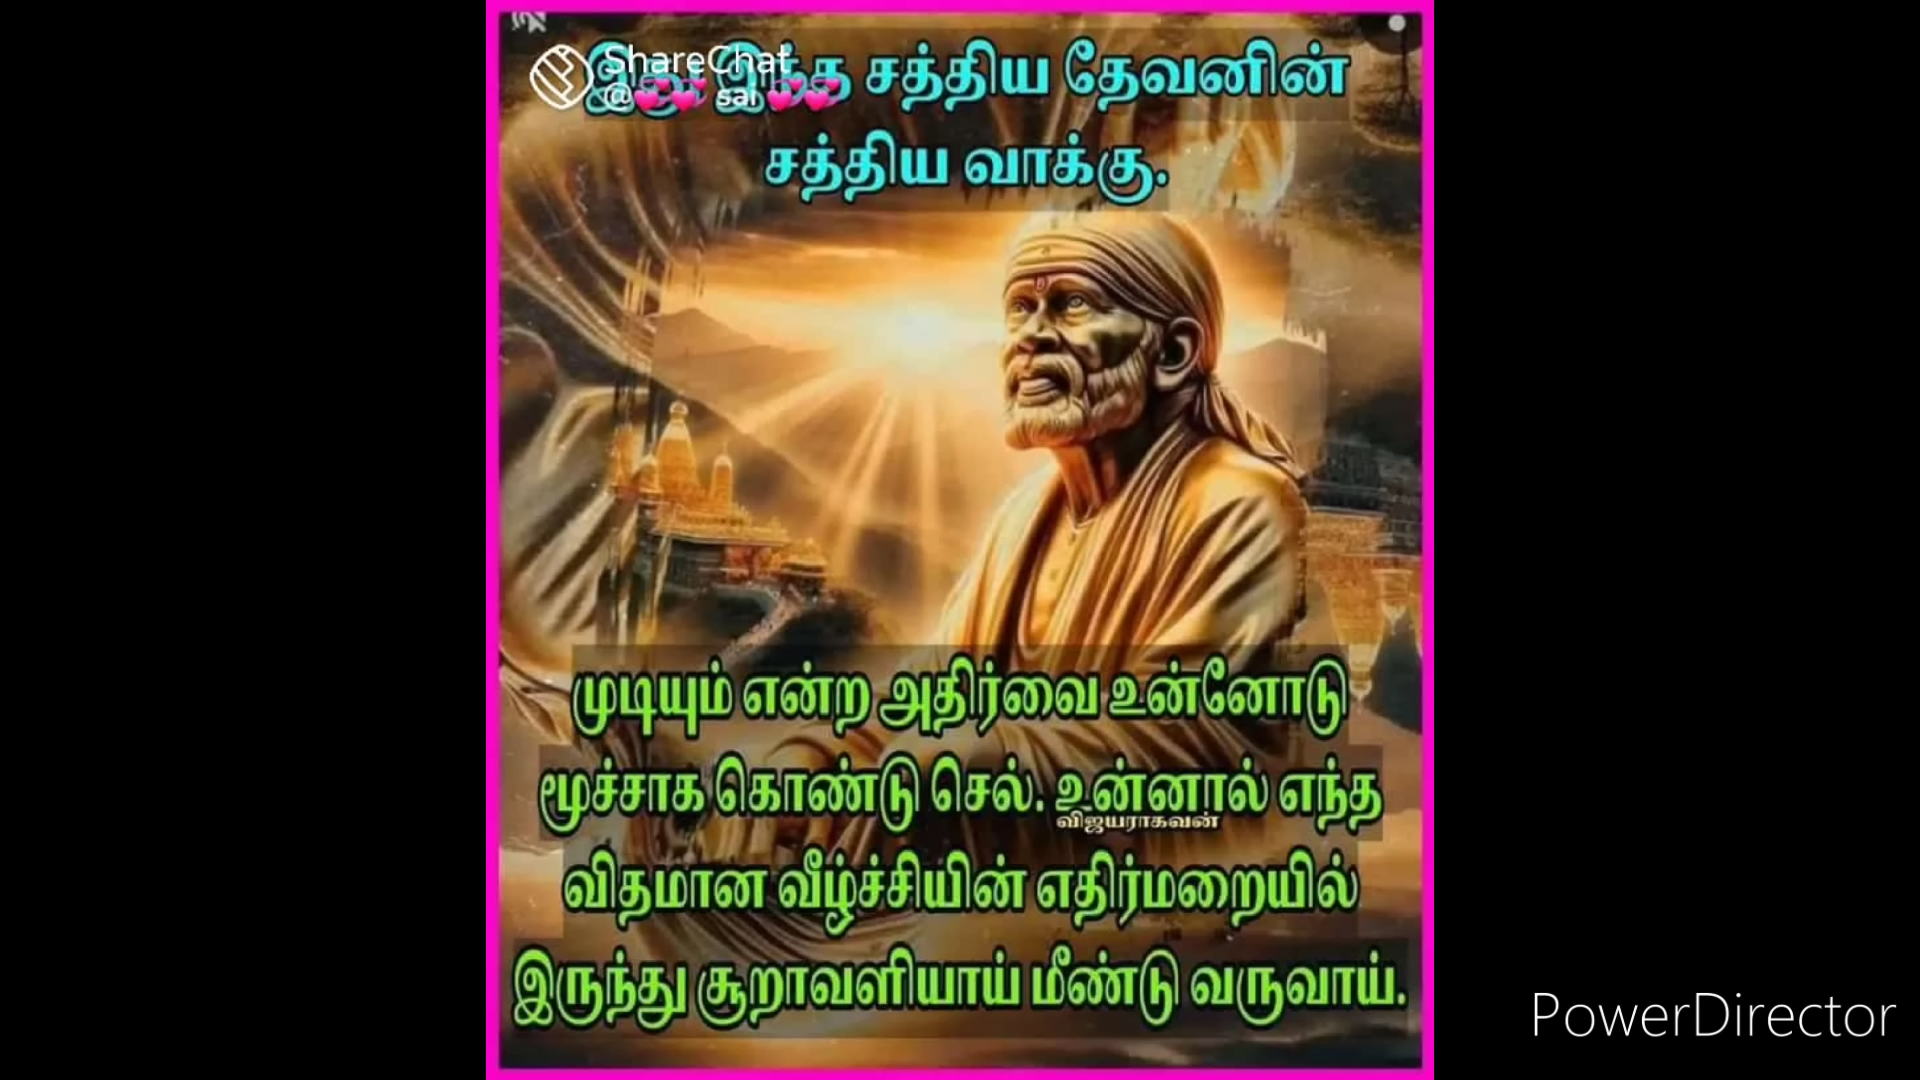 ShareChat
@💕💕 sai 💕💕
இது இந்த சத்திய தேவனின்
சத்திய வாக்கு.
முடியும் என்ற அதிர்வை உன்னோடு
மூச்சாக கொண்டு செல். உன்னால் எந்த
விஜயராகவன்
விதமான வீழ்ச்சியின் எதிர்மறையில்
இருந்து சூறாவளியாய் மீண்டு வருவாய்.
PowerDirector